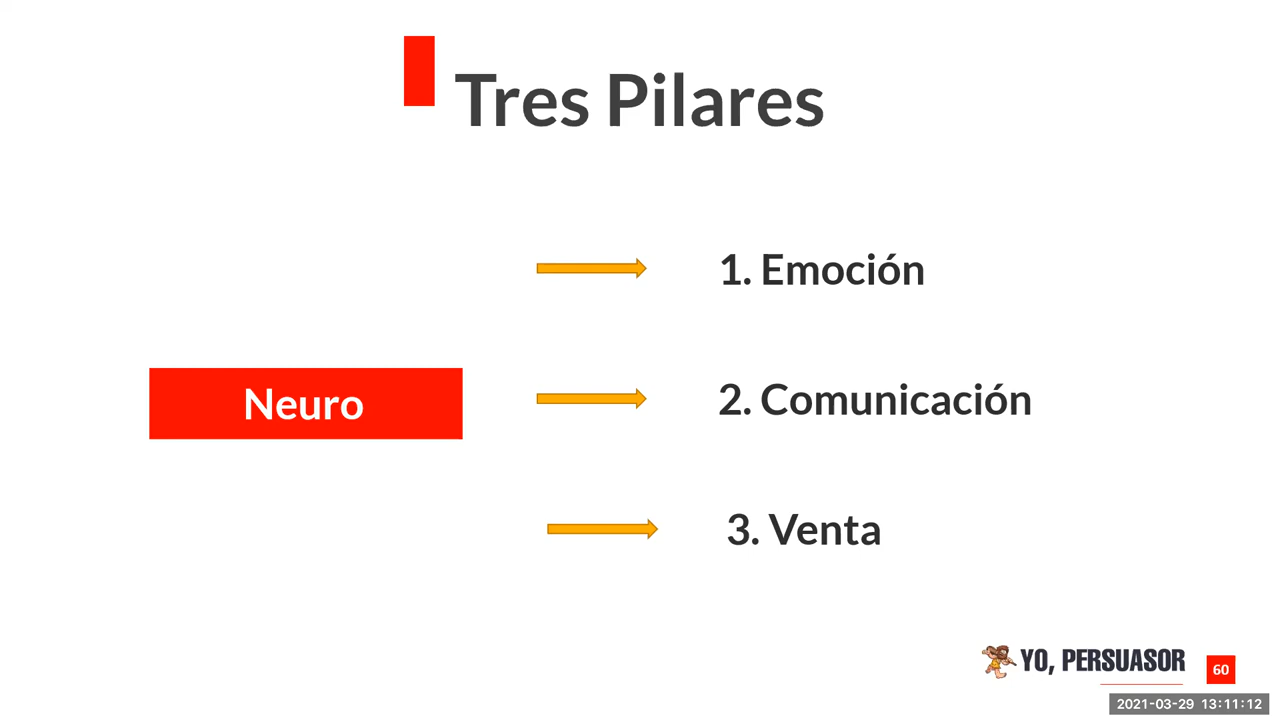 Tres Pilares
1. Emoción
Neuro
2. Comunicación
3. Venta
YO, PERSUASOR
60
2021-03-29 13:11:12